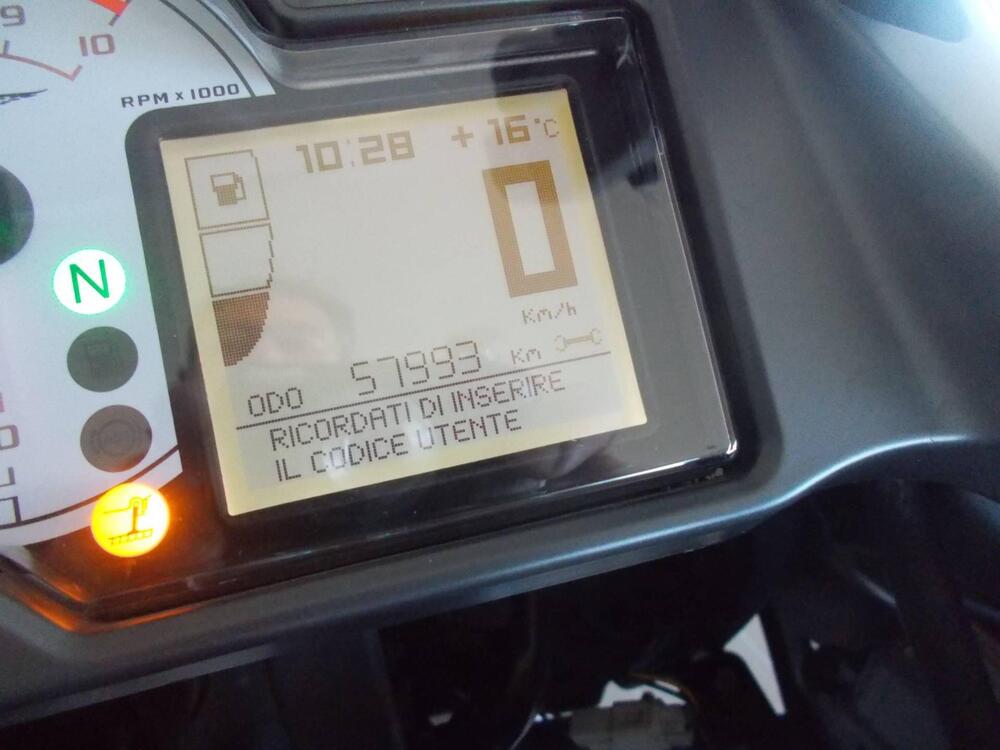 9
10
RPM x 1000
10:28 + 16°C
0
Km/h
ODO 57993 Km
RICORDATI DI INSERIRE
IL CODICE UTENTE
N